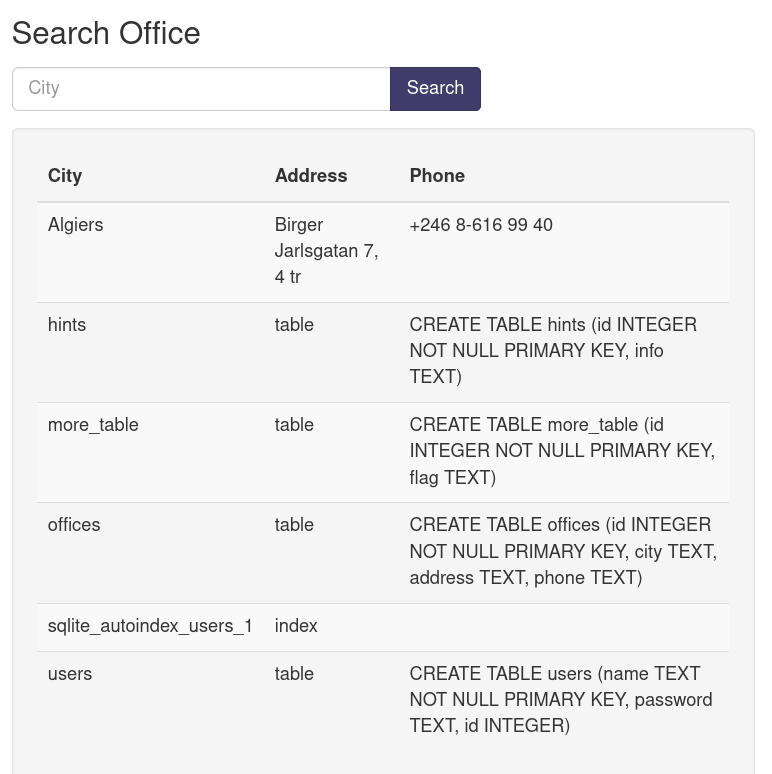 Search Office
City Search
City Address Phone
Algiers Birger +246 8-616 99 40
Jarlsgatan 7,
4 tr
hints table CREATE TABLE hints (id INTEGER
NOT NULL PRIMARY KEY, info
TEXT)
more_table table CREATE TABLE more_table (id
INTEGER NOT NULL PRIMARY KEY,
flag TEXT)
offices table CREATE TABLE offices (id INTEGER
NOT NULL PRIMARY KEY, city TEXT,
address TEXT, phone TEXT)
sqlite_autoindex_users_1 index
users table CREATE TABLE users (name TEXT
NOT NULL PRIMARY KEY, password
TEXT, id INTEGER)